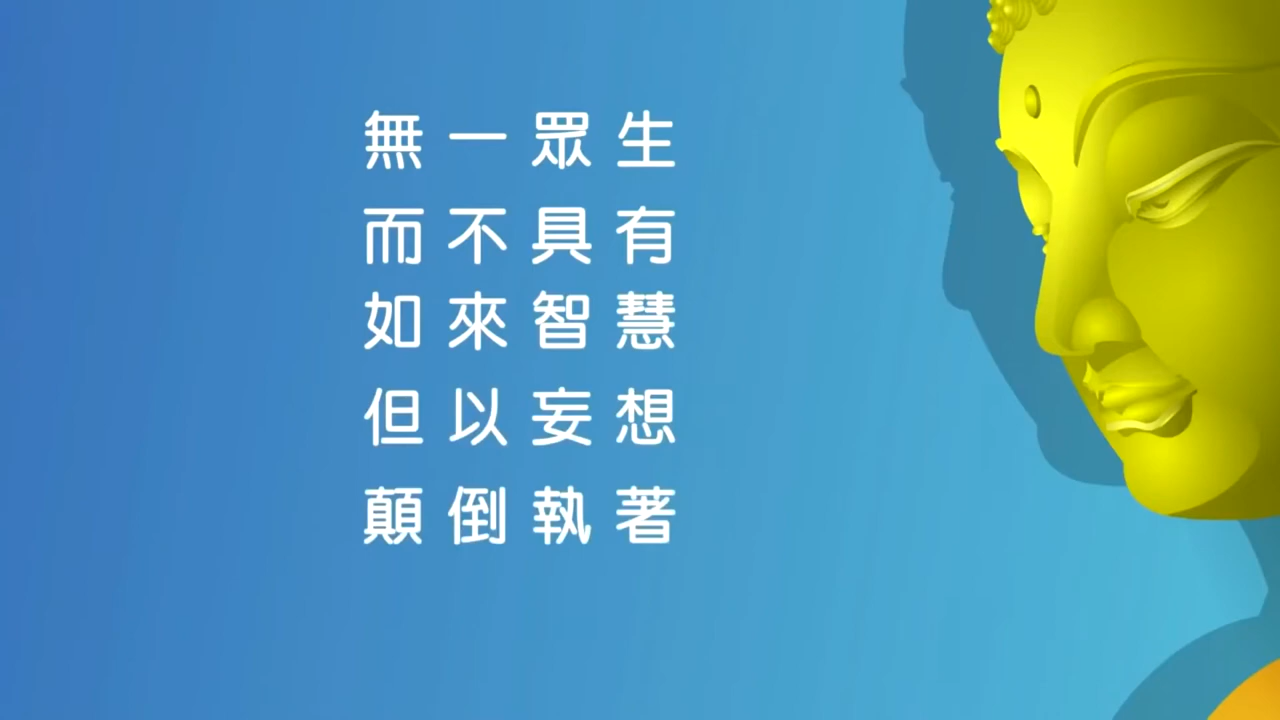 無一眾生
而不具有
如來智慧
但以妄想
顛倒執著